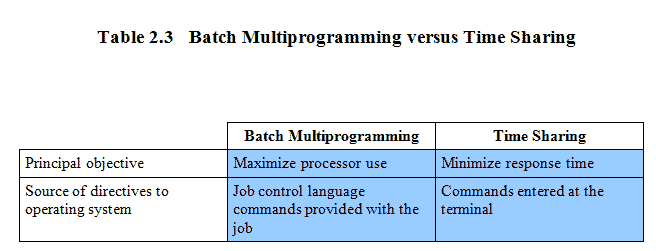 Table 2.3 Batch Multiprogramming versus Time Sharing
Batch Multiprogramming Time Sharing
Principal objective Maximize processor use Minimize response time
Source of directives to Job control language Commands entered at the
operating system commands provided with the terminal
job